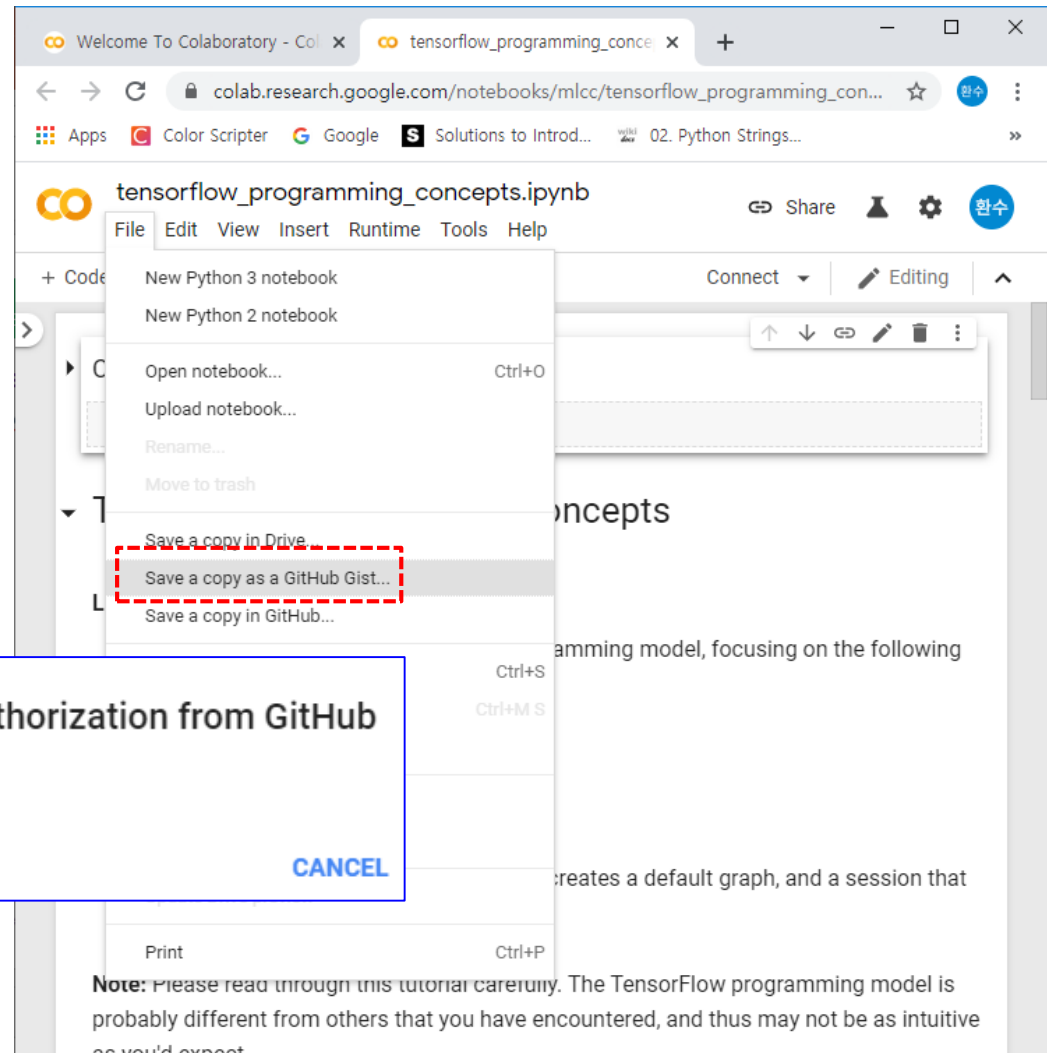 Welcome To Colaboratory - Col
tensorflow_programming_conce
colab.research.google.com/notebooks/mlcc/tensorflow_programming_con...
환수
Apps
Color Scripter
Google
Solutions to Introd...
wiki
02. Python Strings...
»
tensorflow_programming_concepts.ipynb
File Edit View Insert Runtime Tools Help
Share
환수
+ Code
Connect
Editing
New Python 3 notebook
New Python 2 notebook
Open notebook... Ctrl+O
Upload notebook...
Rename...
Move to trash
oncepts
Save a copy in Drive...
Save a copy as a GitHub Gist...
Save a copy in GitHub...
amming model, focusing on the following
Ctrl+S
Ctrl+M S
thorization from GitHub
CANCEL
creates a default graph, and a session that
Print Ctrl+P
Note: Please read through this tutorial carefully. The TensorFlow programming model is
probably different from others that you have encountered, and thus may not be as intuitive
as you'd expect